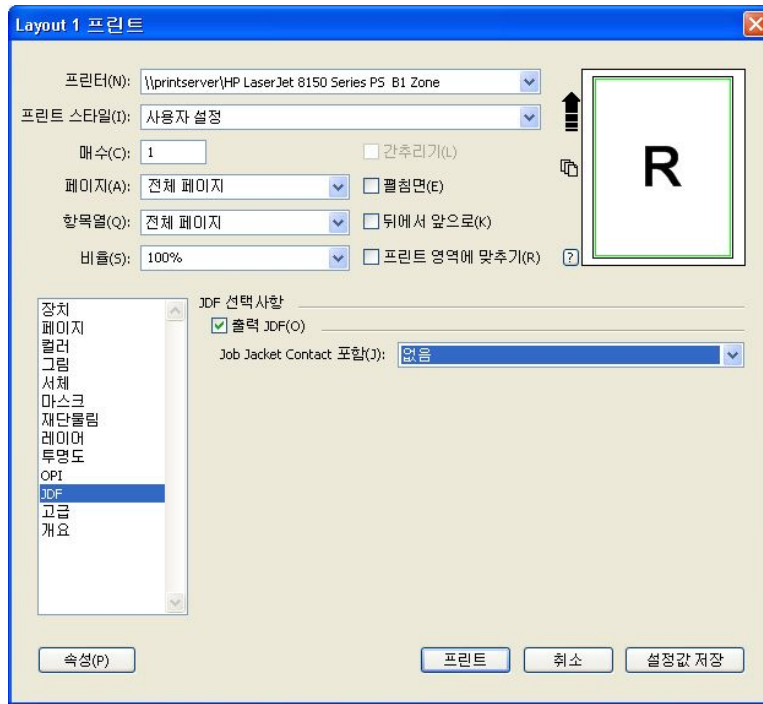 Layout 1 프린트
프린터(N): \\printserver\HP LaserJet 8150 Series PS B1 Zone
프린트 스타일(I): 사용자 설정
매수(C): 1 간추리기(L)
페이지(A): 전체 페이지 펼침면(E)
항목열(Q): 전체 페이지 뒤에서 앞으로(K)
비율(S): 100% 프린트 영역에 맞추기(R) ?
R
장치
페이지
컬러
그림
서체
마스크
재단물림
레이어
투명도
OPI
JDF
고급
개요
JDF 선택사항
출력 JDF(O)
Job Jacket Contact 포함(J): 없음
속성(P) 프린트 취소 설정값 저장